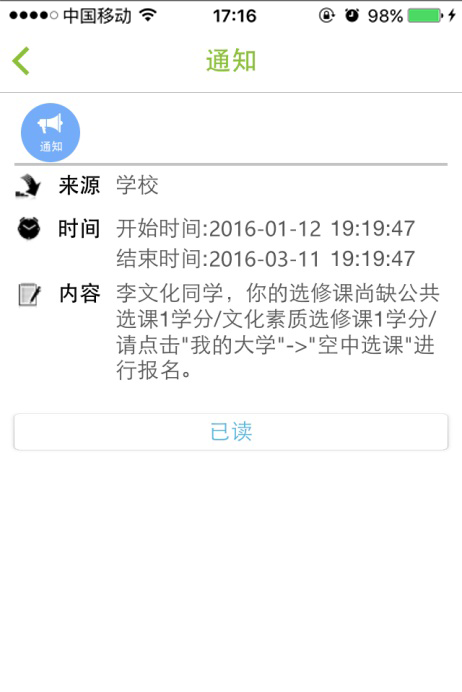 中国移动 17:16 98%
通知
通知
来源 学校
时间 开始时间:2016-01-12 19:19:47
结束时间:2016-03-11 19:19:47
内容 李文化同学，你的选修课尚缺公共
选课1学分/文化素质选修课1学分/
请点击"我的大学"->"空中选课"进
行报名。
已读